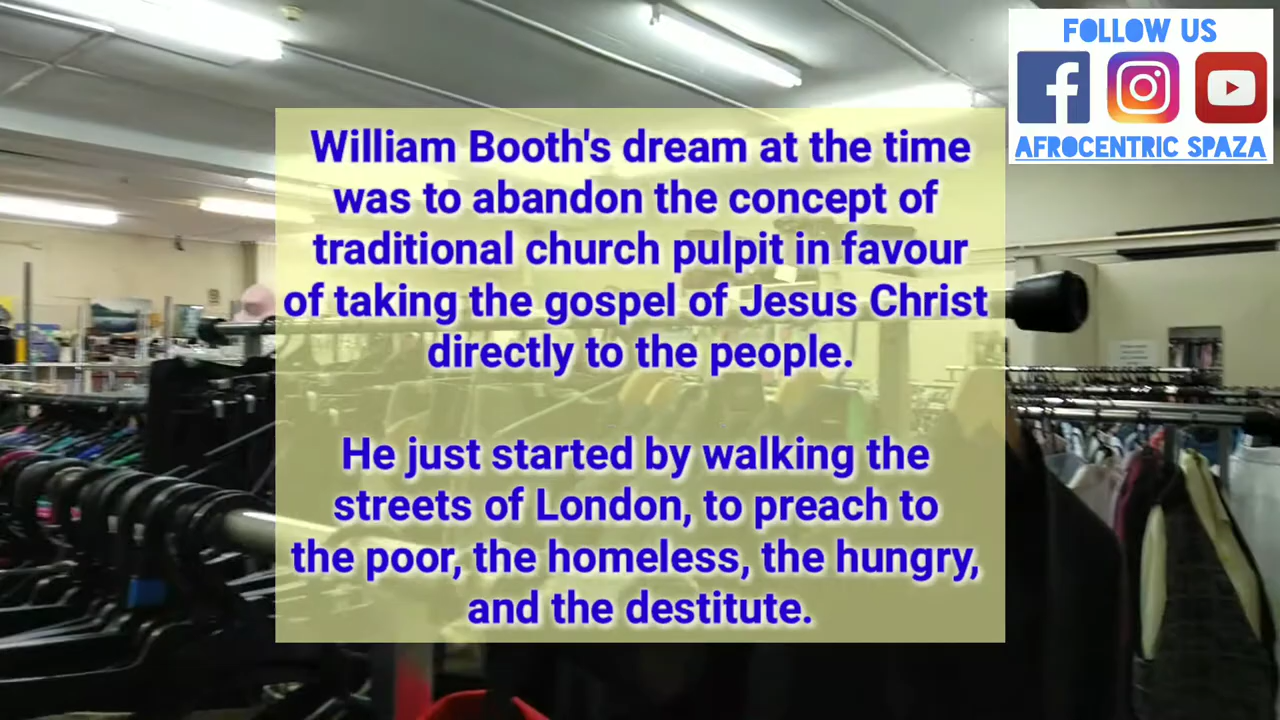 FOLLOW US
AFROCENTRIC SPAZA
William Booth's dream at the time
was to abandon the concept of
traditional church pulpit in favour
of taking the gospel of Jesus Christ
directly to the people.
He just started by walking the
streets of London, to preach to
the poor, the homeless, the hungry,
and the destitute.